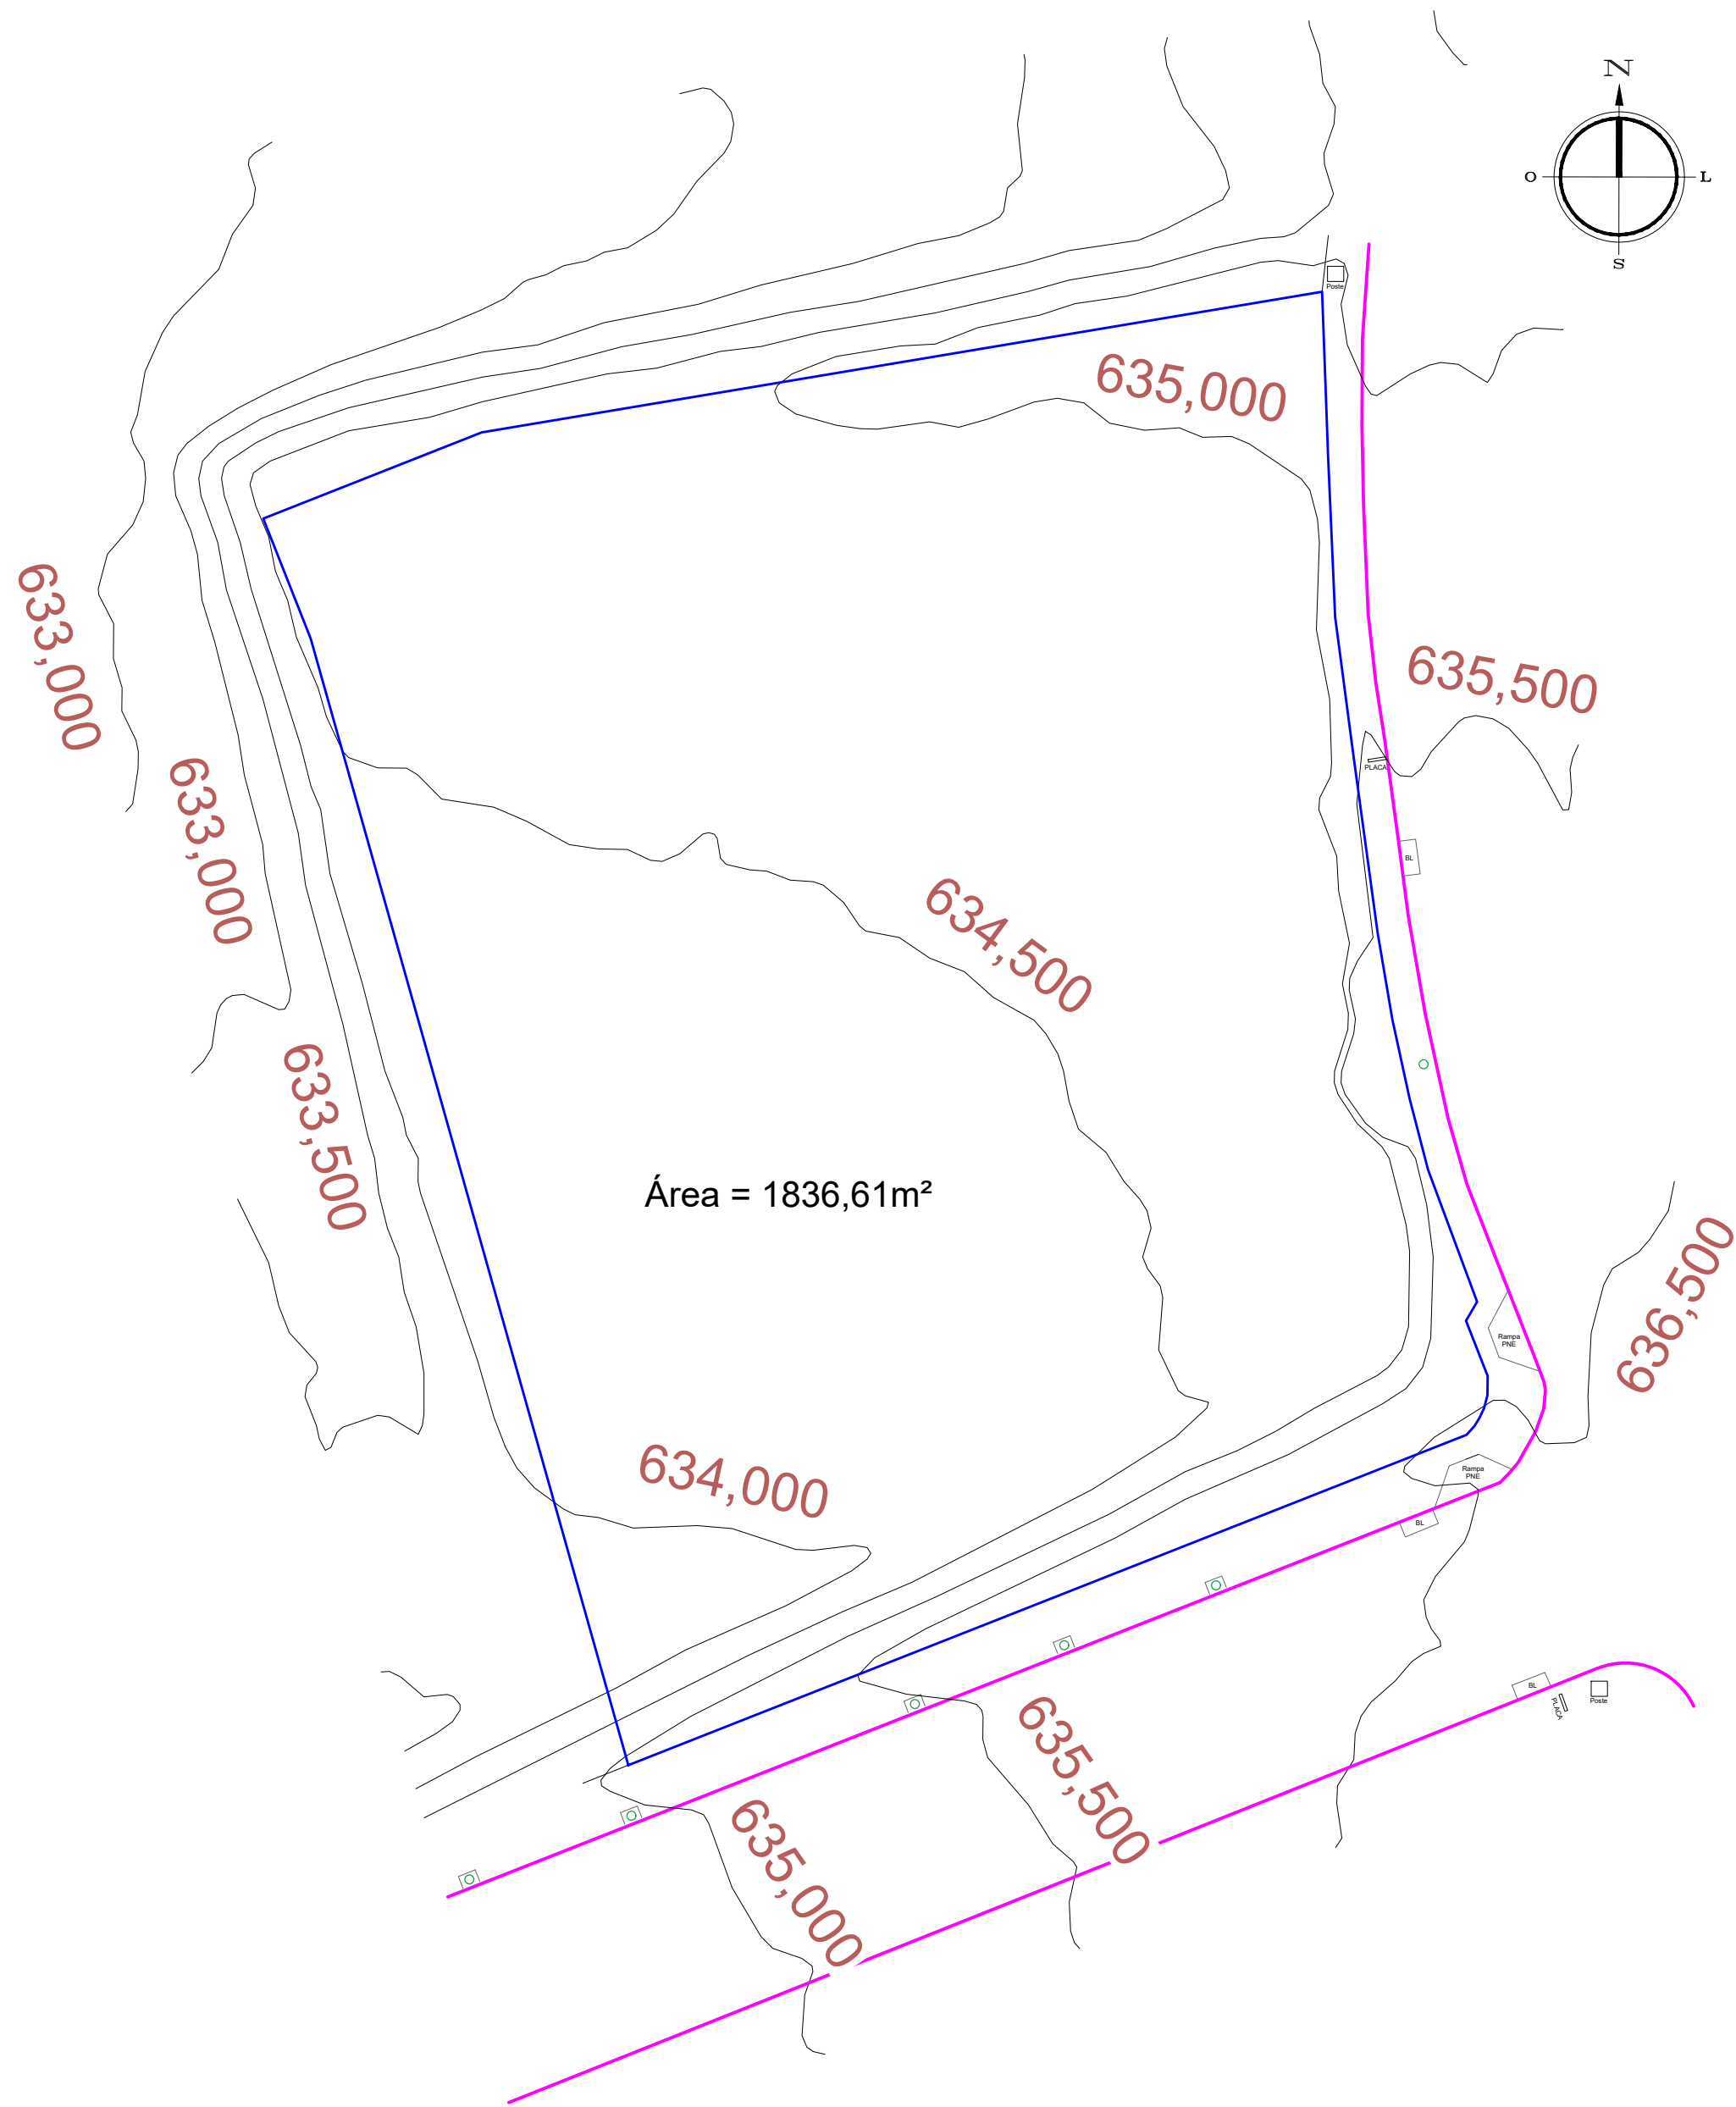 N
O
L
S
Poste
635,000
633,000
635,500
PLACA
633,000
BL
634,500
633,500
Área = 1836,61m²
636,500
Rampa
PNE
634,000
Rampa
PNE
BL
BL
PLACA
Poste
635,500
635,000